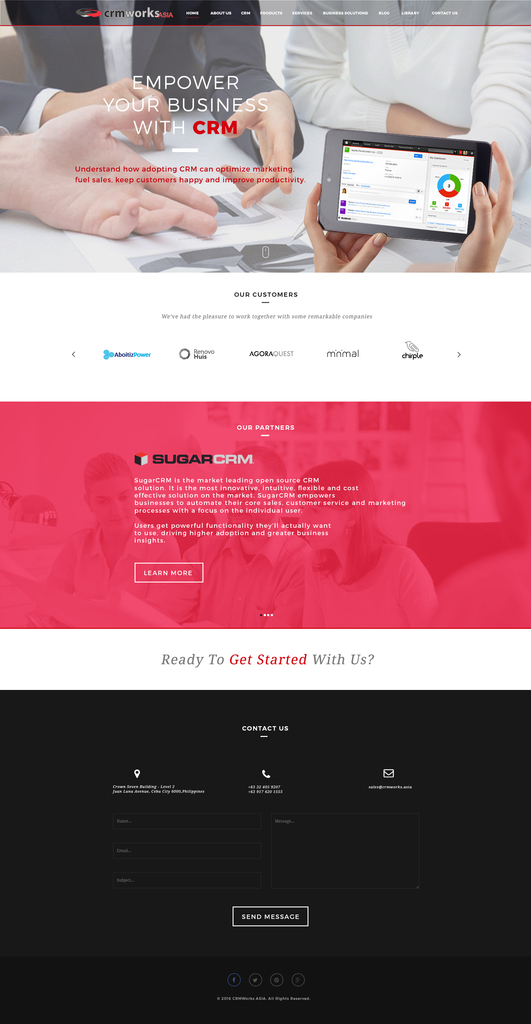 crmworksASIA
HOME ABOUT US CRM PRODUCTS SERVICES BUSINESS SOLUTIONS BLOG LIBRARY CONTACT US
EMPOWER
YOUR BUSINESS
WITH CRM
Understand how adopting CRM can optimize marketing,
fuel sales, keep customers happy and improve productivity.
OUR CUSTOMERS
We've had the pleasure to work together with some remarkable companies
AboitizPower
Renovo
Huis
AGORAQUEST
minimal
chirple
OUR PARTNERS
SUGARCRM
SugarCRM is the market leading open source CRM
solution. It is the most innovative, intuitive, flexible and cost
effective solution on the market. SugarCRM empowers
businesses to automate their core sales, customer service and marketing
processes with a focus on the individual user.
Users get powerful functionality they'll actually want
to use, driving higher adoption and greater business
insights.
LEARN MORE
Ready To Get Started With Us?
CONTACT US
Crown Seven Building - Level 2
Juan Luna Avenue, Cebu City 6000,Philippines
+63 32 405 9207
sales@crmworks.asia
Name...
Email...
Subject...
Message...
SEND MESSAGE
© 2016 CRMWorks ASIA. All Rights Reserved.